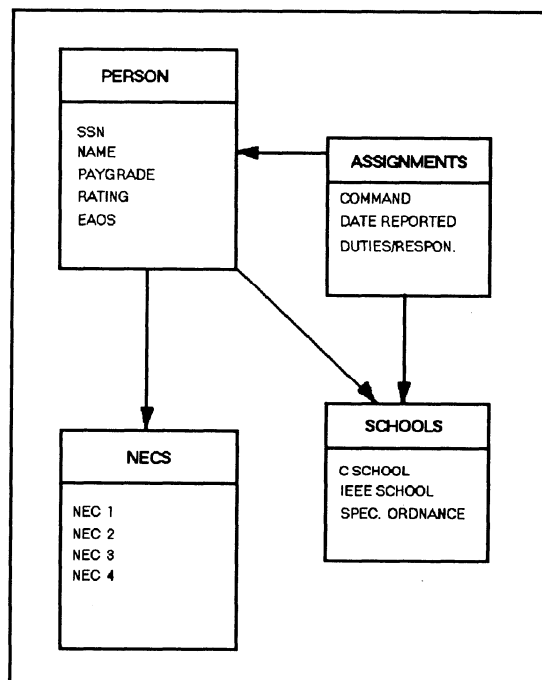 PERSON
SSN
NAME
PAYGRADE
RATING
EAOS
ASSIGNMENTS
COMMAND
DATE REPORTED
DUTIES/RESPON.
NECS
NEC 1
NEC 2
NEC 3
NEC 4
SCHOOLS
C SCHOOL
IEEE SCHOOL
SPEC. ORDNANCE